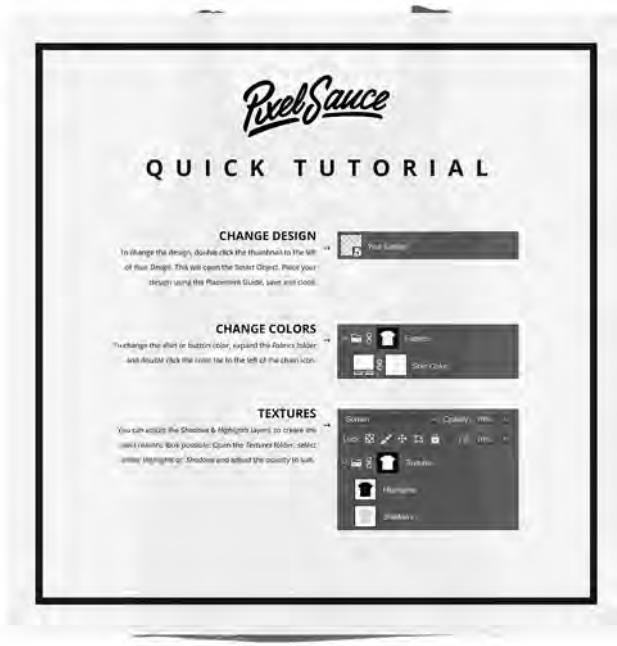 PixelSauce
QUICK TUTORIAL
CHANGE DESIGN
To change the design, double click the thumbnail to the left
of Your Design. This will open the Smart Object. Place your
design using the Placement Guide, save and close.
→
Your Design
CHANGE COLORS
To change the shirt or button color, expand the Fabrics folder
and double click the color tile to the left of the chain icon.
→
Fabrics
Shirt Color
TEXTURES
You can adjust the Shadows & Highlights layers, to create the
most realistic look possible. Open the Textures folder, select
either Highlights or Shadows and adjust the opacity to suit.
→
Screen
Opacity:
Lock:
Textures
Highlights
Shadows